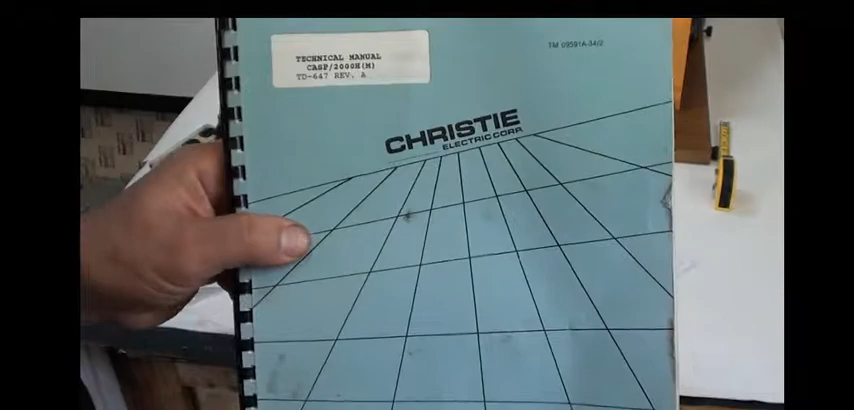 TECHNICAL MANUAL
CASP/2000H(M)
TD-647 REV. A
TM 09591A-34/2
CHRISTIE
ELECTRIC CORP.